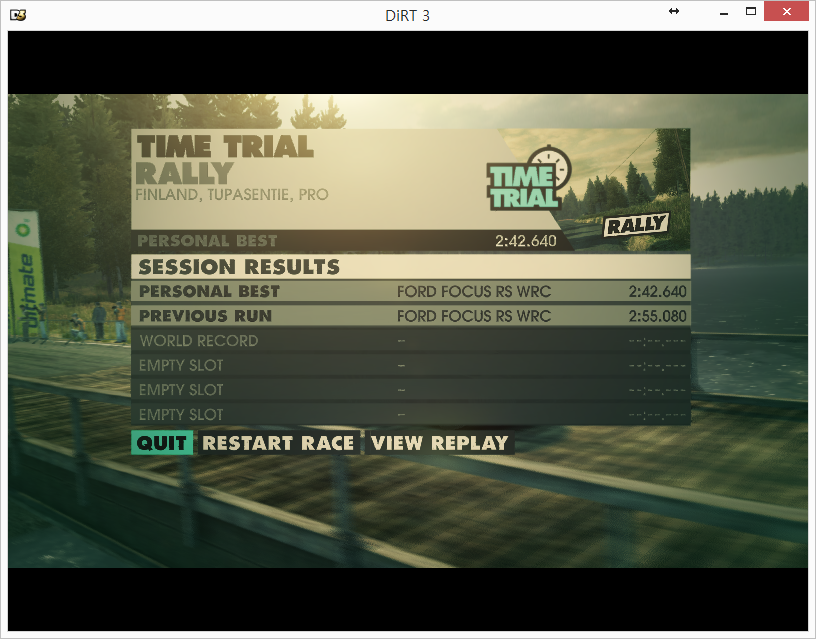 DiRT 3
TIME TRIAL
RALLY
FINLAND, TUPASENTIE, PRO
TIME
TRIAL
RALLY
PERSONAL BEST 2:42.640
SESSION RESULTS
PERSONAL BEST FORD FOCUS RS WRC 2:42.640
PREVIOUS RUN FORD FOCUS RS WRC 2:55.080
WORLD RECORD – --:--.---
EMPTY SLOT – --:--.---
EMPTY SLOT – --:--.---
EMPTY SLOT – --:--.---
QUIT RESTART RACE VIEW REPLAY
ultimate